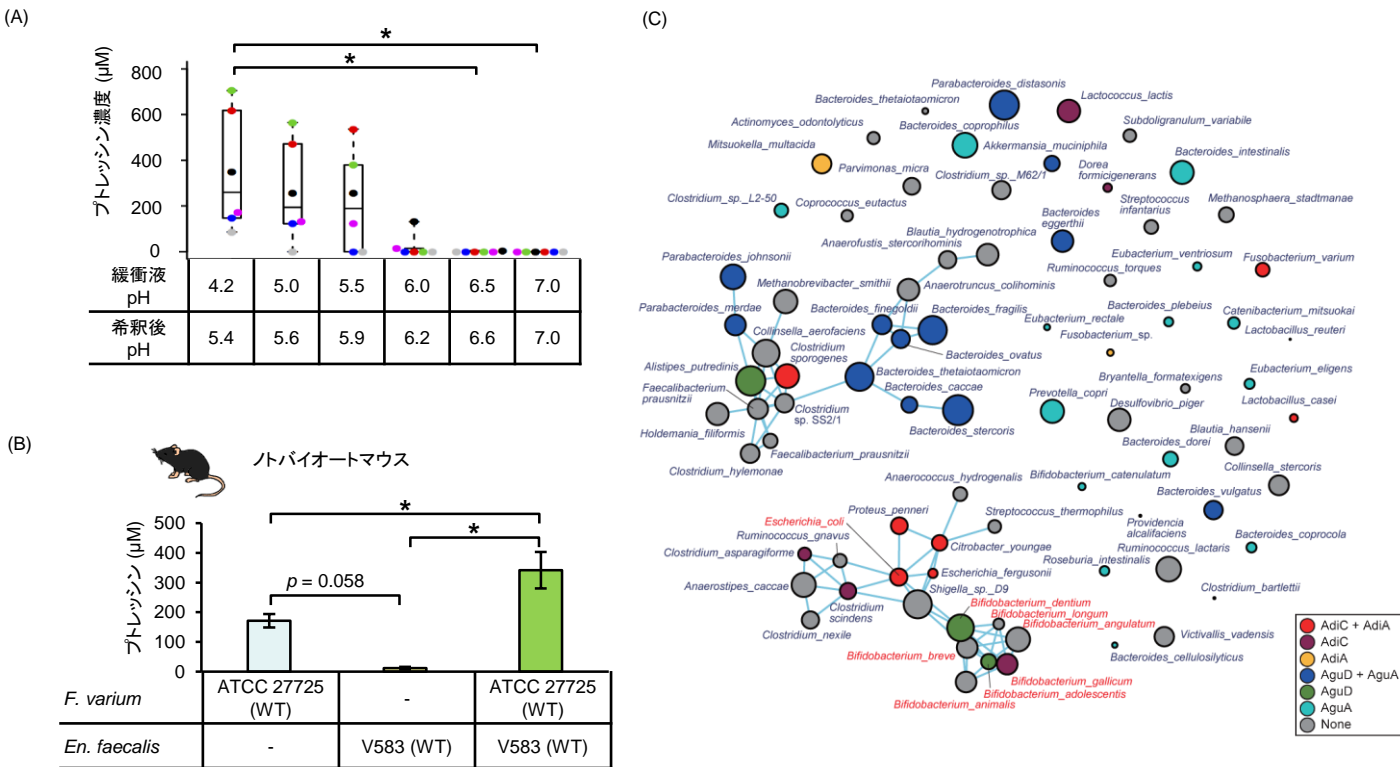 (A)
*
*
プトレッシン濃度 (µM)
800
600
400
200
0
緩衝液 pH 4.2 5.0 5.5 6.0 6.5 7.0
希釈後 pH 5.4 5.6 5.9 6.2 6.6 7.0
(B)
ノトバイオートマウス
*
*
p = 0.058
プトレッシン (µM)
500
400
300
200
100
0
F. varium ATCC 27725 (WT) - ATCC 27725 (WT)
En. faecalis - V583 (WT) V583 (WT)
(C)
Parabacteroides_distasonis
Bacteroides_thetaiotaomicron
Lactococcus_lactis
Actinomyces_odontolyticus
Bacteroides_coprophilus
Subdoligranulum_variabile
Mitsuokella_multacida
Akkermansia_muciniphila
Bacteroides_intestinalis
Parvimonas_micra
Clostridium_sp._M62/1
Dorea
formicigenerans
Clostridium_sp._L2-50
Coprococcus_eutactus
Streptococcus
infantarius
Methanosphaera_stadtmanae
Bacteroides
eggerthii
Blautia_hydrogenotrophica
Anaerofustis_stercorihominis
Eubacterium_ventriosum
Parabacteroides_johnsonii
Fusobacterium_varium
Ruminococcus_torques
Methanobrevibacter_smithii
Anaerotruncus_colihominis
Parabacteroides_merdae
Bacteroides_finegoldii
Bacteroides_fragilis
Bacteroides_plebeius
Catenibacterium_mitsuokai
Eubacterium_rectale
Lactobacillus_reuteri
Collinsella_aerofaciens
Fusobacterium_sp.
Clostridium
sporogenes
Bacteroides_ovatus
Alistipes_putredinis
Bacteroides_thetaiotaomicron
Eubacterium_eligens
Bacteroides_caccae
Bryantella_formatexigens
Faecalibacterium
prausnitzii
Prevotella_copri
Desulfovibrio_piger
Lactobacillus_casei
Clostridium
sp. SS2/1
Holdemania_filiformis
Bacteroides_stercoris
Blautia_hansenii
Faecalibacterium_prausnitzii
Bacteroides_dorei
Clostridium_hylemonae
Collinsella_stercoris
Anaerococcus_hydrogenalis
Bifidobacterium_catenulatum
Bacteroides_vulgatus
Proteus_penneri
Streptococcus_thermophilus
Escherichia_coli
Providencia
alcalifaciens
Ruminococcus_gnavus
Bacteroides_coprocola
Clostridium_asparagiforme
Citrobacter_youngae
Ruminococcus_lactaris
Roseburia_intestinalis
Escherichia_fergusonii
Anaerostipes_caccae
Shigella_sp._D9
Clostridium_bartlettii
Bifidobacterium_dentium
Clostridium
scindens
Bifidobacterium_longum
Bifidobacterium_angulatum
Clostridium_nexile
Victivallis_vadensis
Bifidobacterium_breve
Bacteroides_cellulosilyticus
Bifidobacterium_gallicum
Bifidobacterium_adolescentis
Bifidobacterium_animalis
AdiC + AdiA
AdiC
AdiA
AguD + AguA
AguD
AguA
None